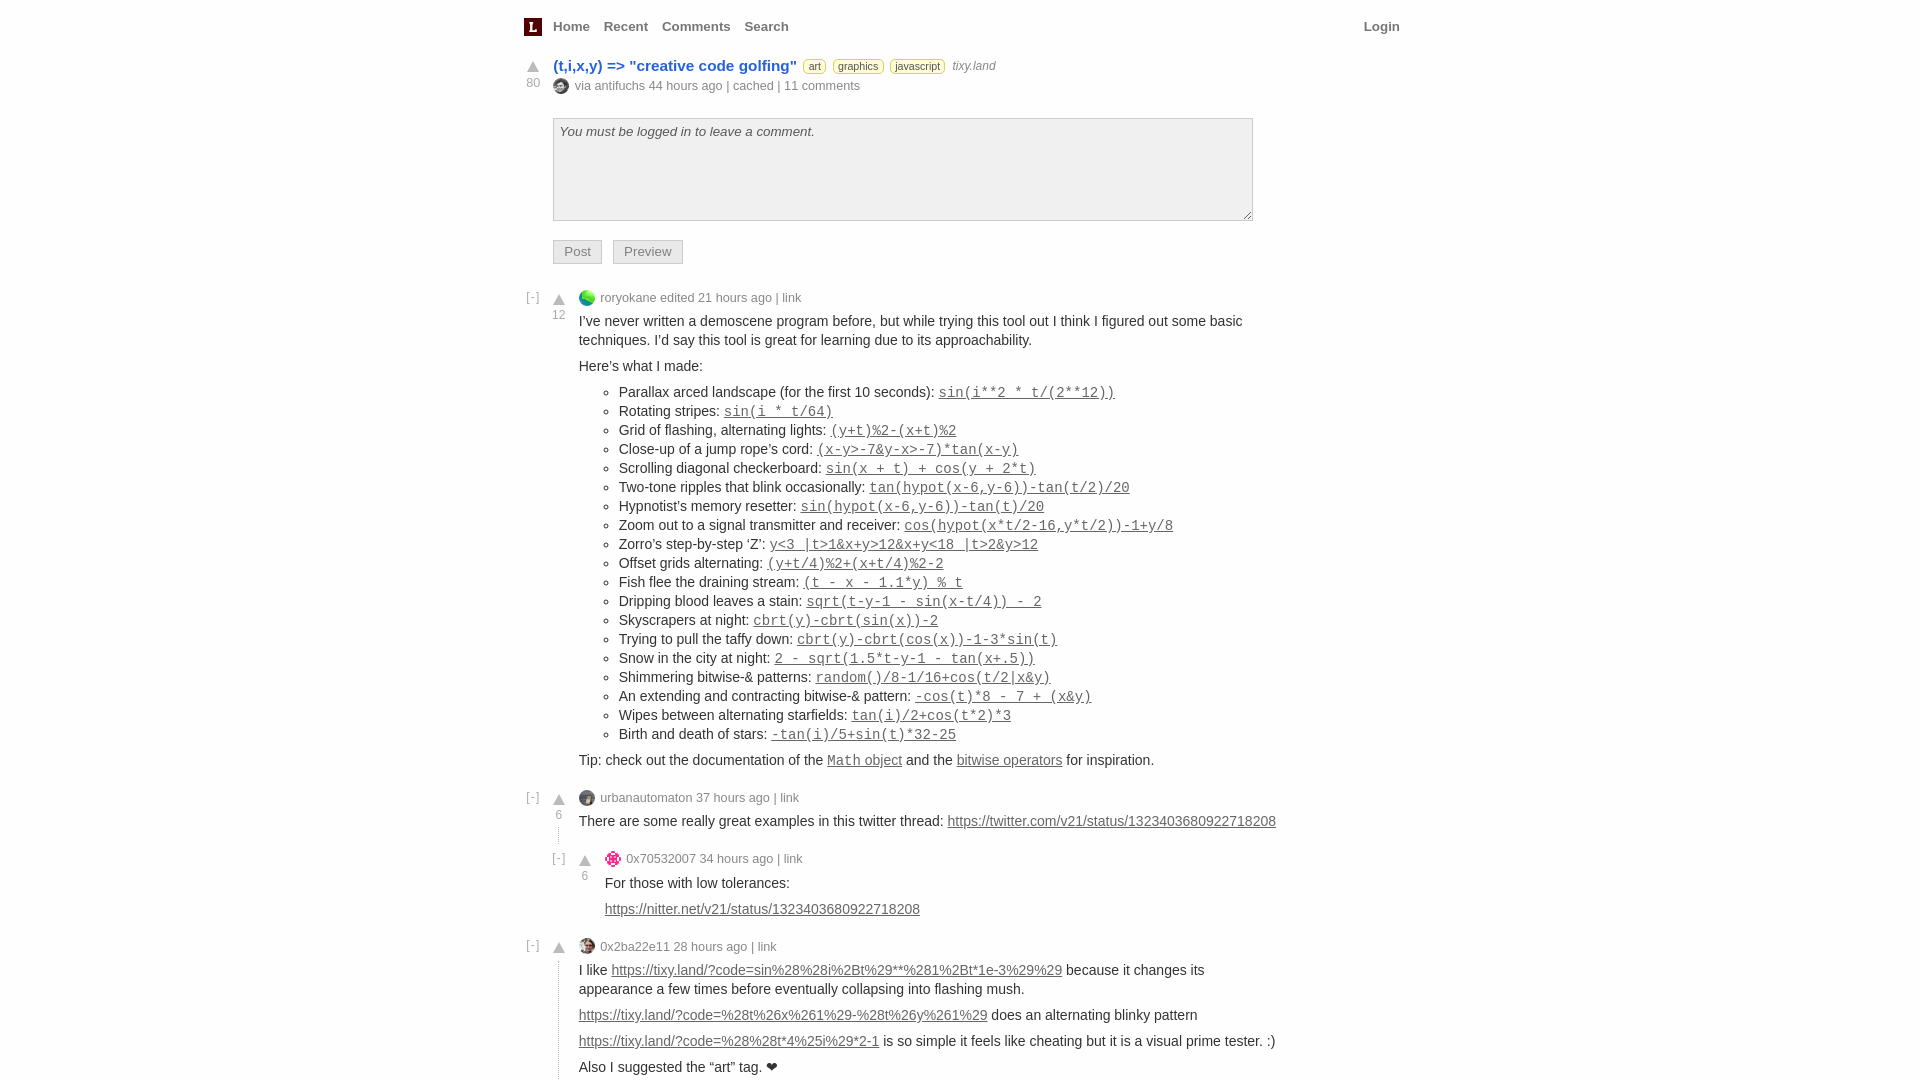 L Home Recent Comments Search Login
(t,i,x,y) => "creative code golfing" art graphics javascript tixy.land
80 via antifuchs 44 hours ago | cached | 11 comments
You must be logged in to leave a comment.
Post Preview
[-] roryokane edited 21 hours ago | link
12
I’ve never written a demoscene program before, but while trying this tool out I think I figured out some basic
techniques. I’d say this tool is great for learning due to its approachability.
Here’s what I made:
Parallax arced landscape (for the first 10 seconds): sin(i**2 * t/(2**12))
Rotating stripes: sin(i * t/64)
Grid of flashing, alternating lights: (y+t)%2-(x+t)%2
Close-up of a jump rope’s cord: (x-y>-7&y-x>-7)*tan(x-y)
Scrolling diagonal checkerboard: sin(x + t) + cos(y + 2*t)
Two-tone ripples that blink occasionally: tan(hypot(x-6,y-6))-tan(t/2)/20
Hypnotist’s memory resetter: sin(hypot(x-6,y-6))-tan(t)/20
Zoom out to a signal transmitter and receiver: cos(hypot(x*t/2-16,y*t/2))-1+y/8
Zorro’s step-by-step ‘Z’: y<3 |t>1&x+y>12&x+y<18 |t>2&y>12
Offset grids alternating: (y+t/4)%2+(x+t/4)%2-2
Fish flee the draining stream: (t - x - 1.1*y) % t
Dripping blood leaves a stain: sqrt(t-y-1 - sin(x-t/4)) - 2
Skyscrapers at night: cbrt(y)-cbrt(sin(x))-2
Trying to pull the taffy down: cbrt(y)-cbrt(cos(x))-1-3*sin(t)
Snow in the city at night: 2 - sqrt(1.5*t-y-1 - tan(x+.5))
Shimmering bitwise-& patterns: random()/8-1/16+cos(t/2|x&y)
An extending and contracting bitwise-& pattern: -cos(t)*8 - 7 + (x&y)
Wipes between alternating starfields: tan(i)/2+cos(t*2)*3
Birth and death of stars: -tan(i)/5+sin(t)*32-25
Tip: check out the documentation of the Math object and the bitwise operators for inspiration.
[-] urbanautomaton 37 hours ago | link
6
There are some really great examples in this twitter thread: https://twitter.com/v21/status/1323403680922718208
[-] 0x70532007 34 hours ago | link
6
For those with low tolerances:
https://nitter.net/v21/status/1323403680922718208
[-] 0x2ba22e11 28 hours ago | link
I like https://tixy.land/?code=sin%28%28i%2Bt%29**%281%2Bt*1e-3%29%29 because it changes its
appearance a few times before eventually collapsing into flashing mush.
https://tixy.land/?code=%28t%26x%261%29-%28t%26y%261%29 does an alternating blinky pattern
https://tixy.land/?code=%28%28t*4%25i%29*2-1 is so simple it feels like cheating but it is a visual prime tester. :)
Also I suggested the “art” tag. ❤